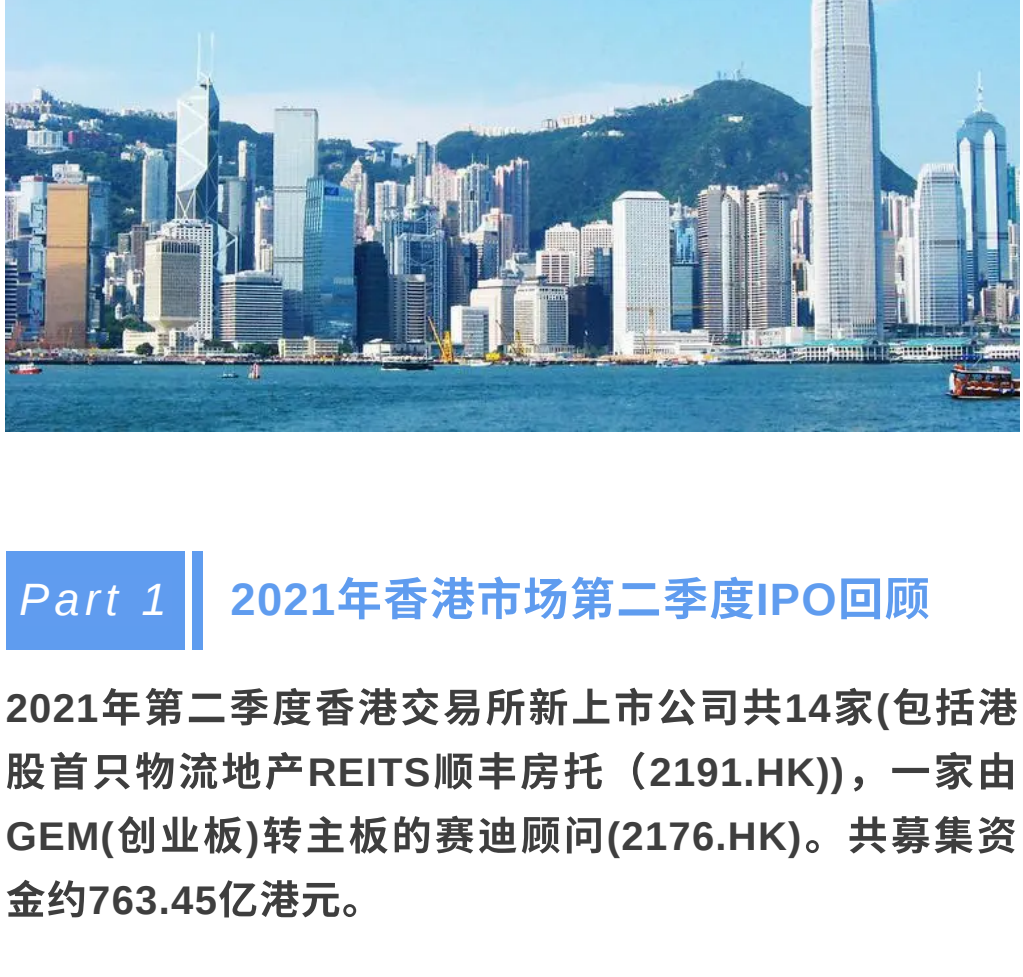 Part 1
2021年香港市场第二季度IPO回顾
2021年第二季度香港交易所新上市公司共14家(包括港
股首只物流地产REITS顺丰房托（2191.HK))，一家由
GEM(创业板)转主板的赛迪顾问(2176.HK)。共募集资
金约763.45亿港元。